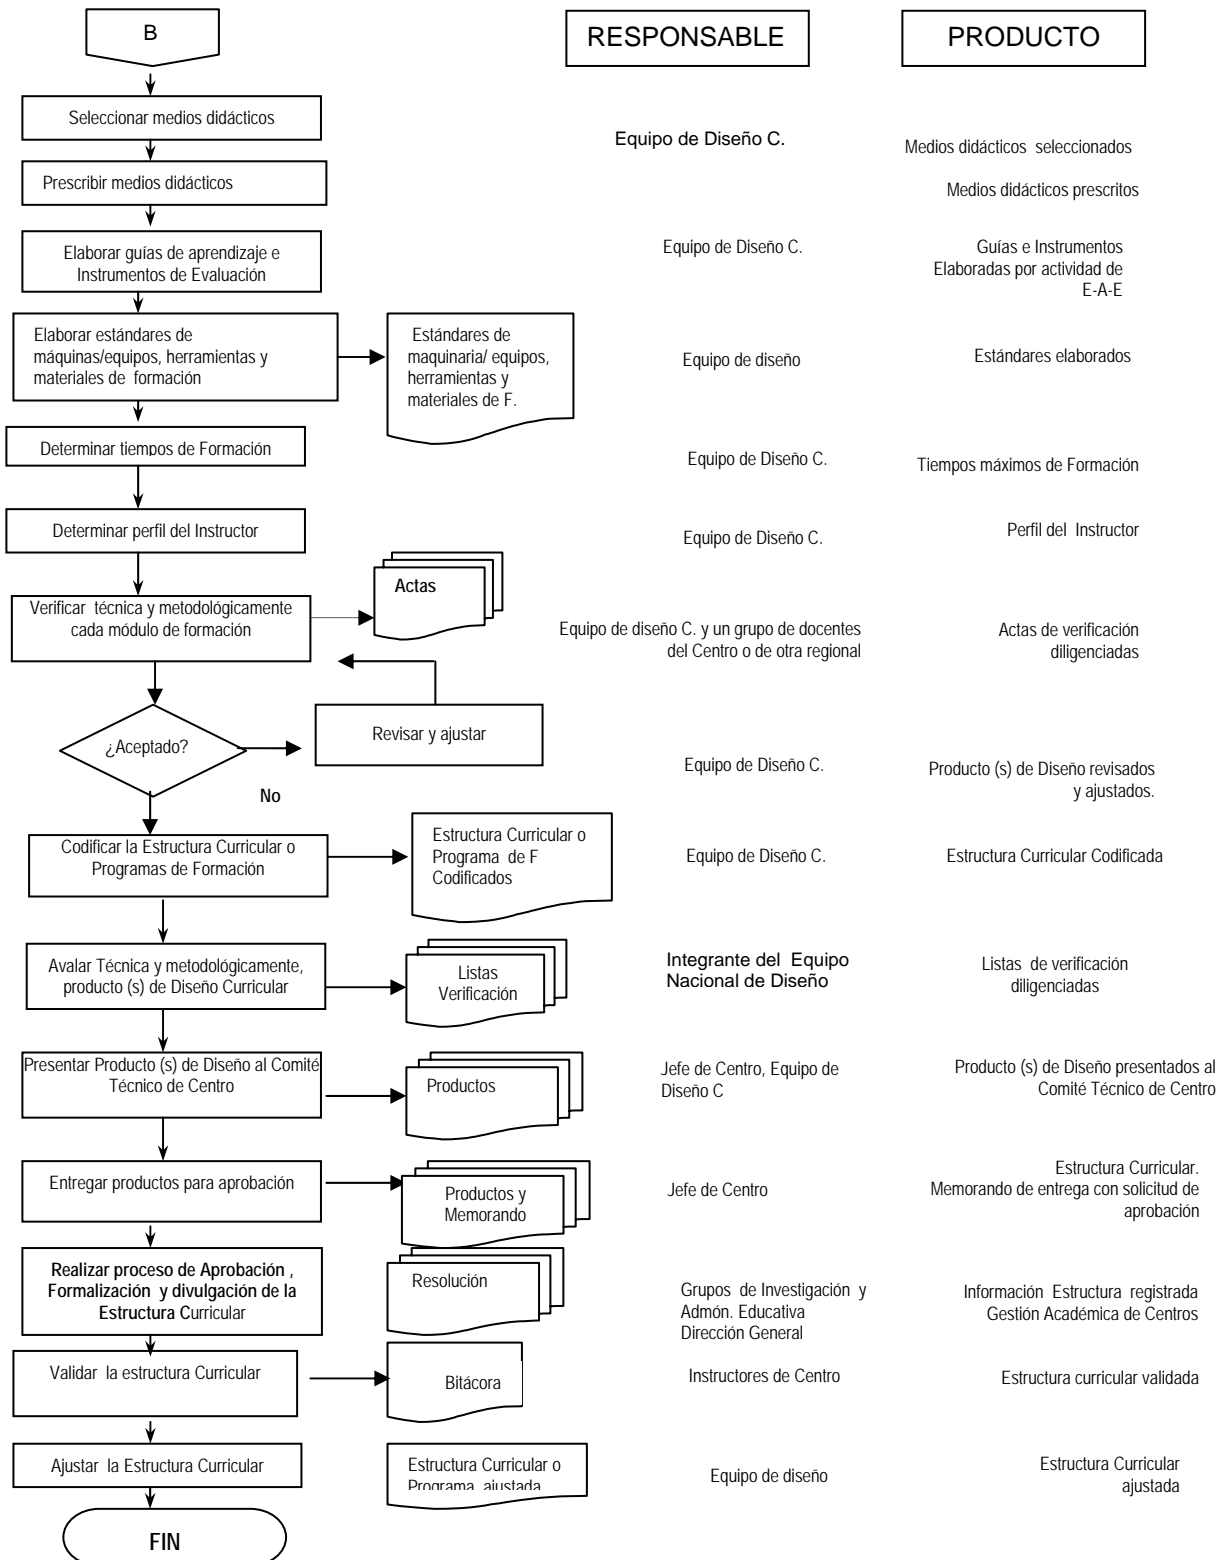 B
RESPONSABLE
PRODUCTO
Seleccionar medios didácticos
Equipo de Diseño C.
Medios didácticos seleccionados
Prescribir medios didácticos
Medios didácticos prescritos
Elaborar guías de aprendizaje e
Instrumentos de Evaluación
Equipo de Diseño C.
Guías e Instrumentos
Elaboradas por actividad de
E-A-E
Elaborar estándares de
máquinas/equipos, herramientas y
materiales de formación
Estándares de
maquinaria/ equipos,
herramientas y
materiales de F.
Equipo de diseño
Estándares elaborados
Determinar tiempos de Formación
Equipo de Diseño C.
Tiempos máximos de Formación
Determinar perfil del Instructor
Equipo de Diseño C.
Perfil del Instructor
Verificar técnica y metodológicamente
cada módulo de formación
Actas
Equipo de diseño C. y un grupo de docentes
del Centro o de otra regional
Actas de verificación
diligenciadas
¿Aceptado?
Revisar y ajustar
No
Equipo de Diseño C.
Producto (s) de Diseño revisados
y ajustados.
Codificar la Estructura Curricular o
Programas de Formación
Estructura Curricular o
Programa de F
Codificados
Equipo de Diseño C.
Estructura Curricular Codificada
Avalar Técnica y metodológicamente,
producto (s) de Diseño Curricular
Listas
Verificación
Integrante del Equipo
Nacional de Diseño
Listas de verificación
diligenciadas
Presentar Producto (s) de Diseño al Comité
Técnico de Centro
Productos
Jefe de Centro, Equipo de
Diseño C
Producto (s) de Diseño presentados al
Comité Técnico de Centro
Entregar productos para aprobación
Productos y
Memorando
Jefe de Centro
Estructura Curricular.
Memorando de entrega con solicitud de
aprobación
Realizar proceso de Aprobación ,
Formalización y divulgación de la
Estructura Curricular
Resolución
Grupos de Investigación y
Admón. Educativa
Dirección General
Información Estructura registrada
Gestión Académica de Centros
Validar la estructura Curricular
Bitácora
Instructores de Centro
Estructura curricular validada
Ajustar la Estructura Curricular
Estructura Curricular o
Programa ajustada
Equipo de diseño
Estructura Curricular
ajustada
FIN